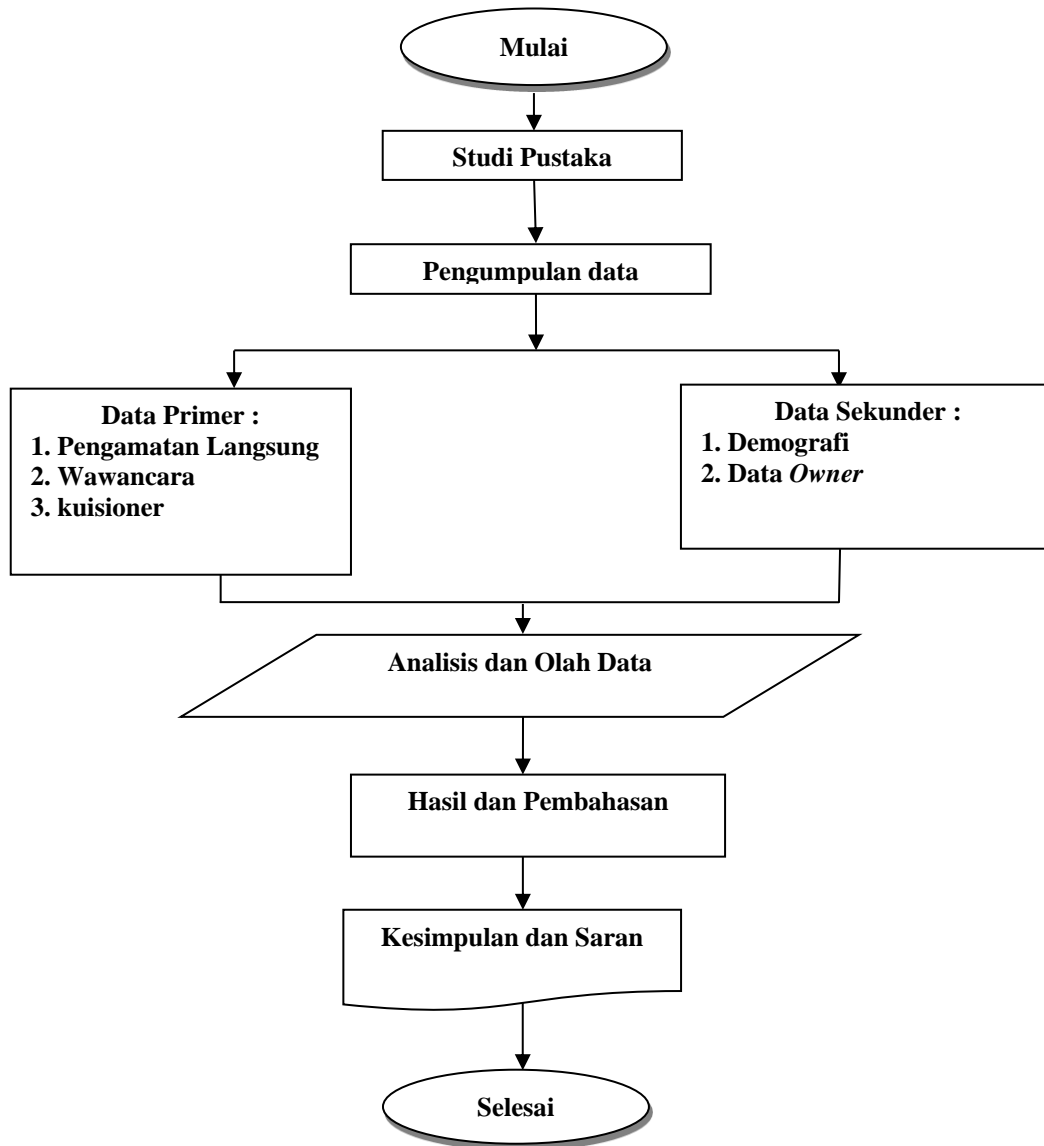 Mulai
Studi Pustaka
Pengumpulan data
Data Primer :
1. Pengamatan Langsung
2. Wawancara
3. kuisioner
Data Sekunder :
1. Demografi
2. Data Owner
Analisis dan Olah Data
Hasil dan Pembahasan
Kesimpulan dan Saran
Selesai